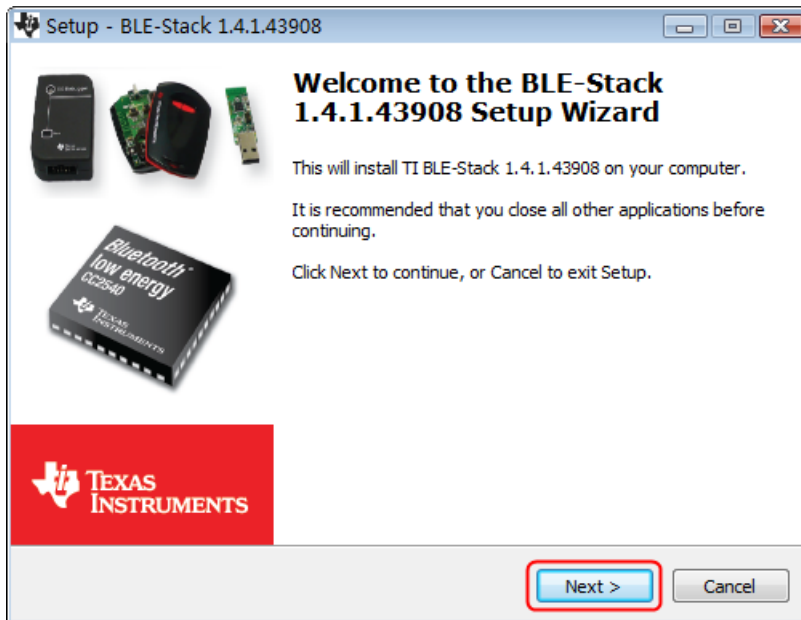 Setup - BLE-Stack 1.4.1.43908
Welcome to the BLE-Stack
1.4.1.43908 Setup Wizard
This will install TI BLE-Stack 1.4.1.43908 on your computer.
It is recommended that you close all other applications before
continuing.
Click Next to continue, or Cancel to exit Setup.
Bluetooth®
low energy
CC2540
TEXAS
INSTRUMENTS
TEXAS
INSTRUMENTS
Next >
Cancel